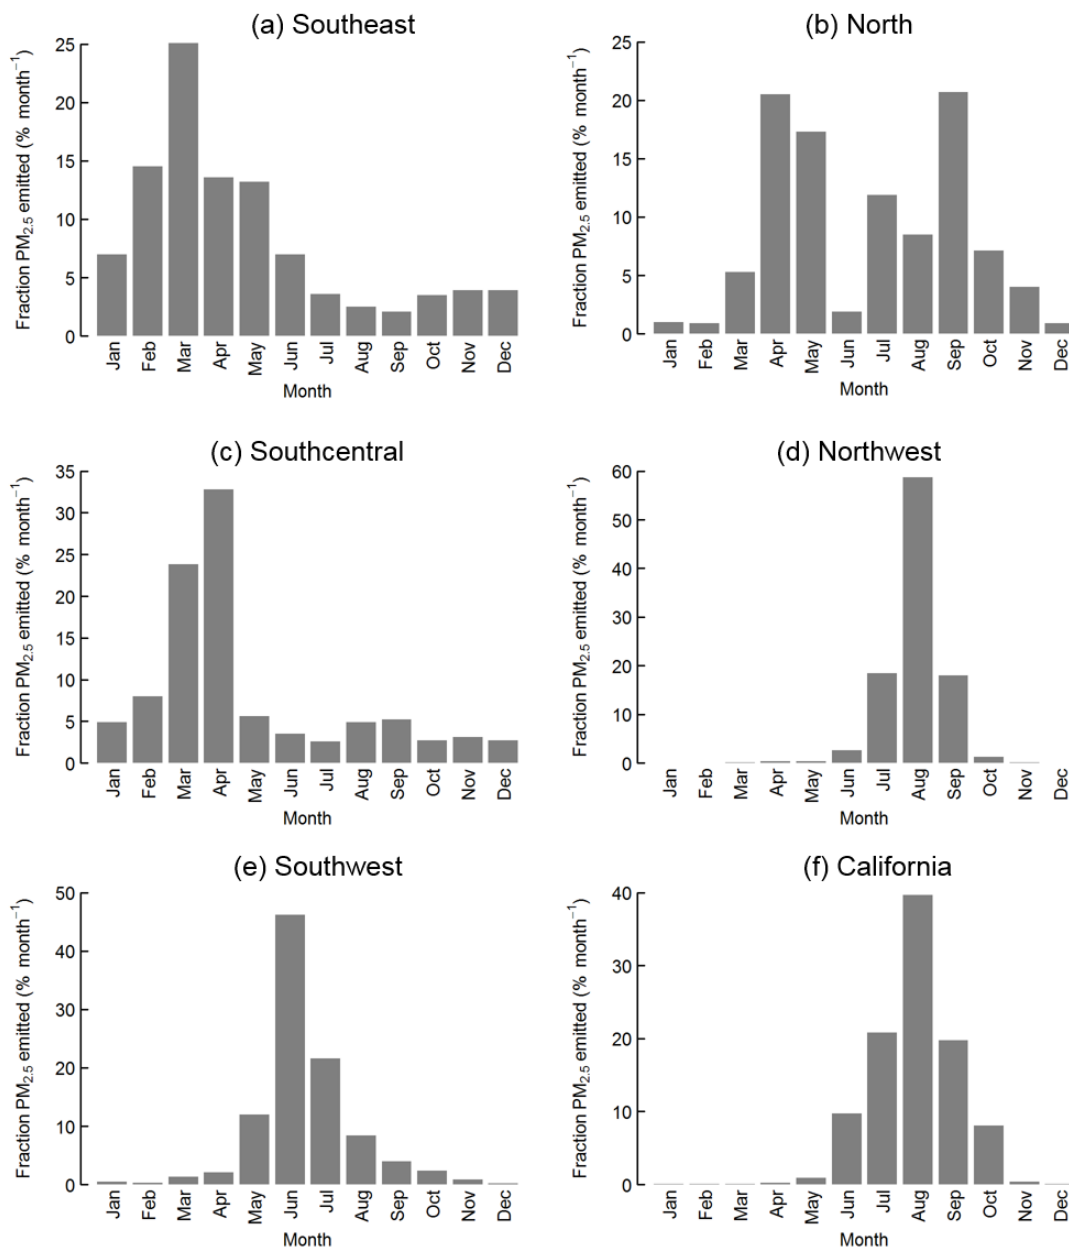 (a) Southeast
Fraction PM2.5 emitted (% month−1)
25
20
15
10
5
0
Jan Feb Mar Apr May Jun Jul Aug Sep Oct Nov Dec
Month
(b) North
Fraction PM2.5 emitted (% month−1)
25
20
15
10
5
0
Jan Feb Mar Apr May Jun Jul Aug Sep Oct Nov Dec
Month
(c) Southcentral
Fraction PM2.5 emitted (% month−1)
35
30
25
20
15
10
5
0
Jan Feb Mar Apr May Jun Jul Aug Sep Oct Nov Dec
Month
(d) Northwest
Fraction PM2.5 emitted (% month−1)
60
50
40
30
20
10
0
Jan Feb Mar Apr May Jun Jul Aug Sep Oct Nov Dec
Month
(e) Southwest
Fraction PM2.5 emitted (% month−1)
50
40
30
20
10
0
Jan Feb Mar Apr May Jun Jul Aug Sep Oct Nov Dec
Month
(f) California
Fraction PM2.5 emitted (% month−1)
40
30
20
10
0
Jan Feb Mar Apr May Jun Jul Aug Sep Oct Nov Dec
Month